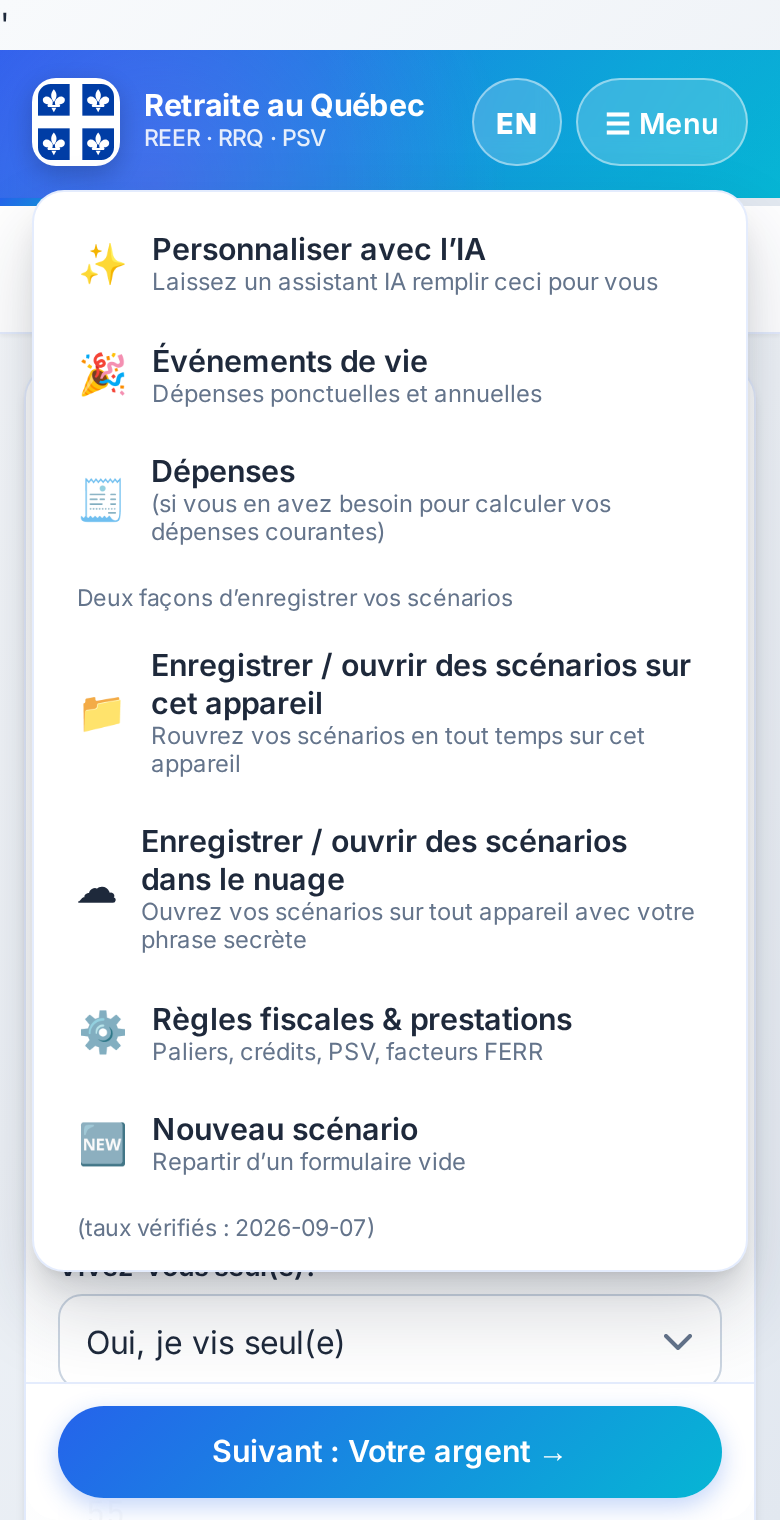 '
Retraite au Québec
REER · RRQ · PSV
EN
☰ Menu
Personnaliser avec l’IA
Laissez un assistant IA remplir ceci pour vous
Événements de vie
Dépenses ponctuelles et annuelles
Dépenses
(si vous en avez besoin pour calculer vos
dépenses courantes)
Deux façons d’enregistrer vos scénarios
Enregistrer / ouvrir des scénarios sur
cet appareil
Rouvrez vos scénarios en tout temps sur cet
appareil
Enregistrer / ouvrir des scénarios
dans le nuage
Ouvrez vos scénarios sur tout appareil avec votre
phrase secrète
Règles fiscales & prestations
Paliers, crédits, PSV, facteurs FERR
NEW
Nouveau scénario
Repartir d’un formulaire vide
(taux vérifiés : 2026-09-07)
Oui, je vis seul(e)
Suivant : Votre argent →